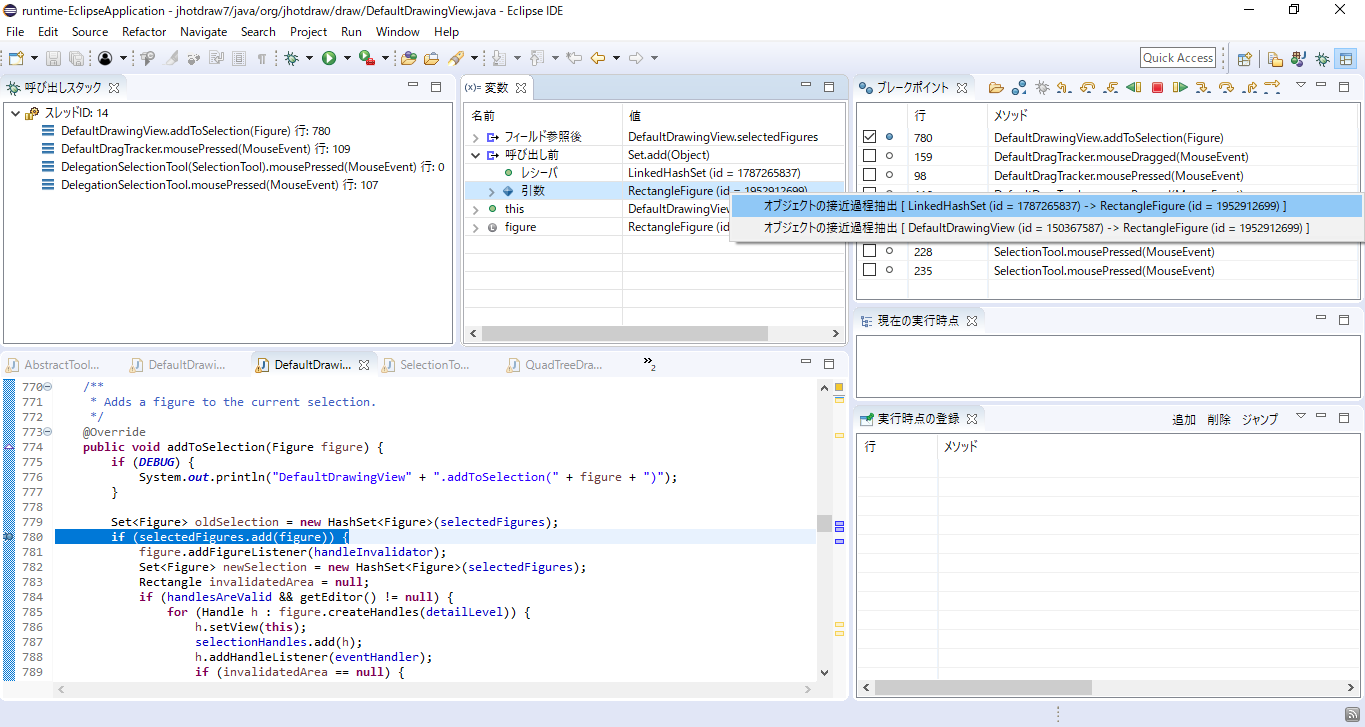 runtime-EclipseApplication - jhotdraw7/java/org/jhotdraw/draw/DefaultDrawingView.java - Eclipse IDE
File Edit Source Refactor Navigate Search Project Run Window Help
Quick Access
呼び出しスタック
スレッドID: 14
DefaultDrawingView.addToSelection(Figure) 行: 780
DefaultDragTracker.mousePressed(MouseEvent) 行: 109
DelegationSelectionTool(SelectionTool).mousePressed(MouseEvent) 行: 0
DelegationSelectionTool.mousePressed(MouseEvent) 行: 107
(x)= 変数
名前 値
フィールド参照後 DefaultDrawingView.selectedFigures
呼び出し前 Set.add(Object)
レシーバ LinkedHashSet (id = 1787265837)
引数 RectangleFigure (id = 1952912699)
this DefaultDrawingView
figure RectangleFigure (id
オブジェクトの接近過程抽出 [ LinkedHashSet (id = 1787265837) -> RectangleFigure (id = 1952912699) ]
オブジェクトの接近過程抽出 [ DefaultDrawingView (id = 150367587) -> RectangleFigure (id = 1952912699) ]
ブレークポイント
行 メソッド
780 DefaultDrawingView.addToSelection(Figure)
159 DefaultDragTracker.mouseDragged(MouseEvent)
98 DefaultDragTracker.mousePressed(MouseEvent)
228 SelectionTool.mousePressed(MouseEvent)
235 SelectionTool.mousePressed(MouseEvent)
現在の実行時点
実行時点の登録 追加 削除 ジャンプ
行 メソッド
AbstractTool... DefaultDrawi... DefaultDrawi... SelectionTo... QuadTreeDra... »2
770 /**
771 * Adds a figure to the current selection.
772 */
773 @Override
774 public void addToSelection(Figure figure) {
775 if (DEBUG) {
776 System.out.println("DefaultDrawingView" + ".addToSelection(" + figure + ")");
777 }
778
779 Set<Figure> oldSelection = new HashSet<Figure>(selectedFigures);
780 if (selectedFigures.add(figure)) {
781 figure.addFigureListener(handleInvalidator);
782 Set<Figure> newSelection = new HashSet<Figure>(selectedFigures);
783 Rectangle invalidatedArea = null;
784 if (handlesAreValid && getEditor() != null) {
785 for (Handle h : figure.createHandles(detailLevel)) {
786 h.setView(this);
787 selectionHandles.add(h);
788 h.addHandleListener(eventHandler);
789 if (invalidatedArea == null) {